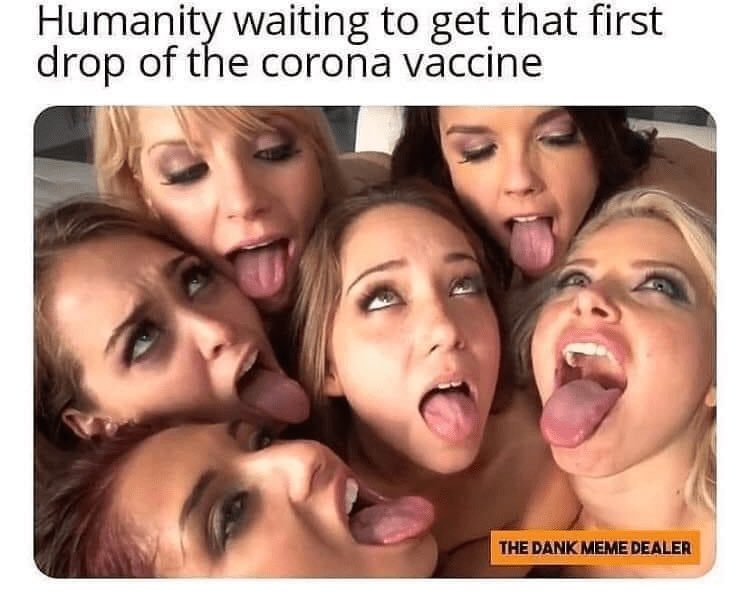 Humanity waiting to get that first
drop of the corona vaccine
THE DANK MEME DEALER